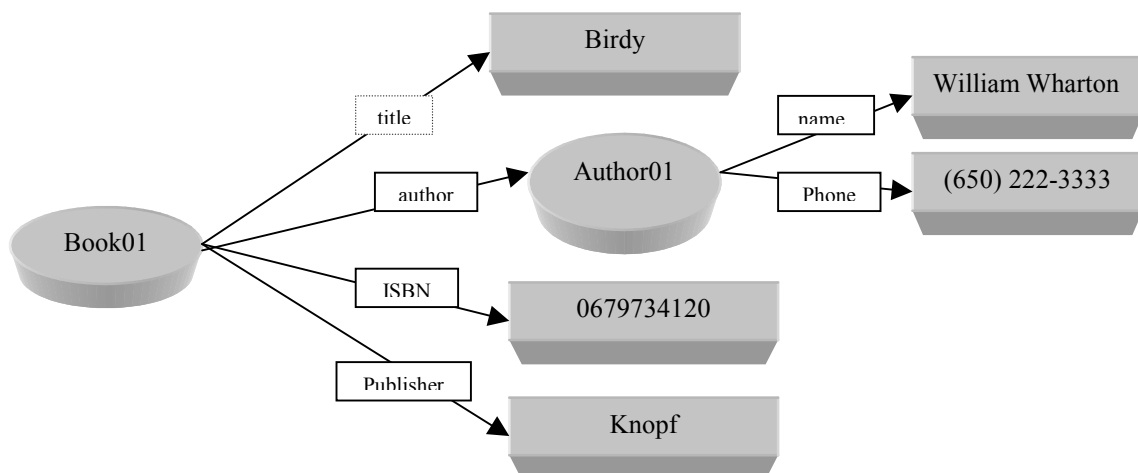 Birdy
William Wharton
title
name
Author01
(650) 222-3333
author
Phone
Book01
ISBN
0679734120
Publisher
Knopf